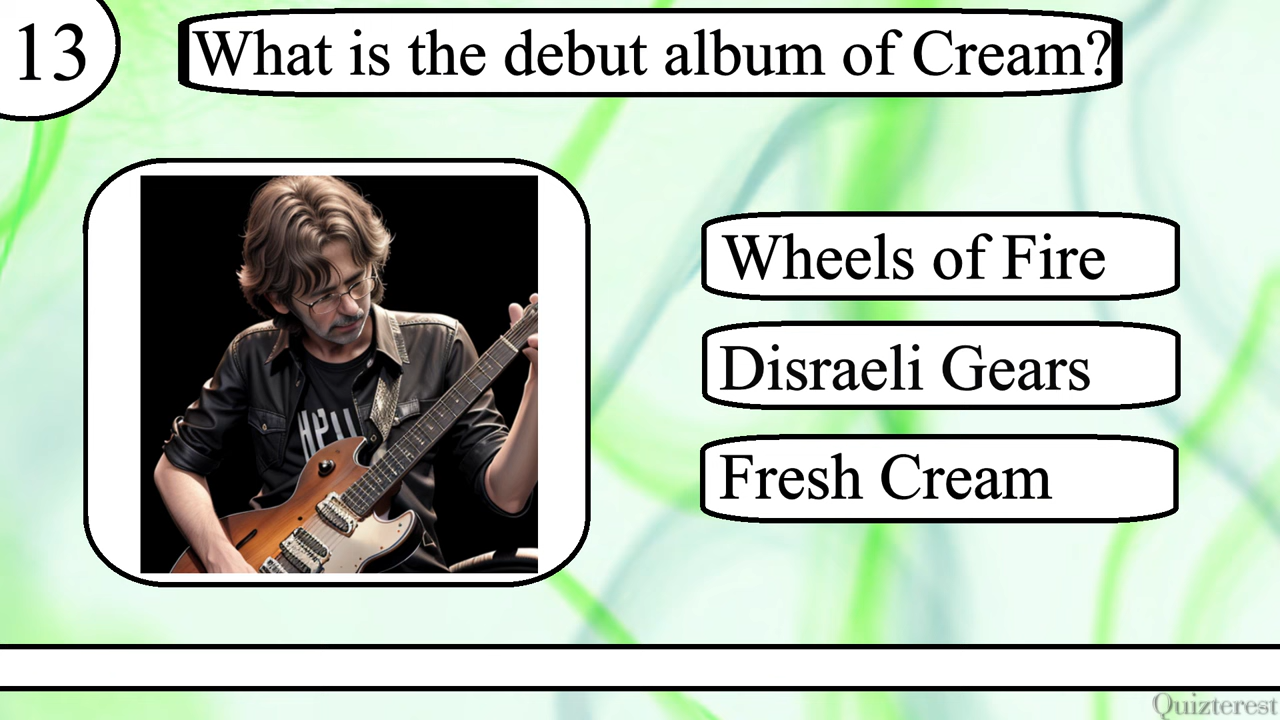 13
What is the debut album of Cream?
Wheels of Fire
Disraeli Gears
Fresh Cream
Quizterest